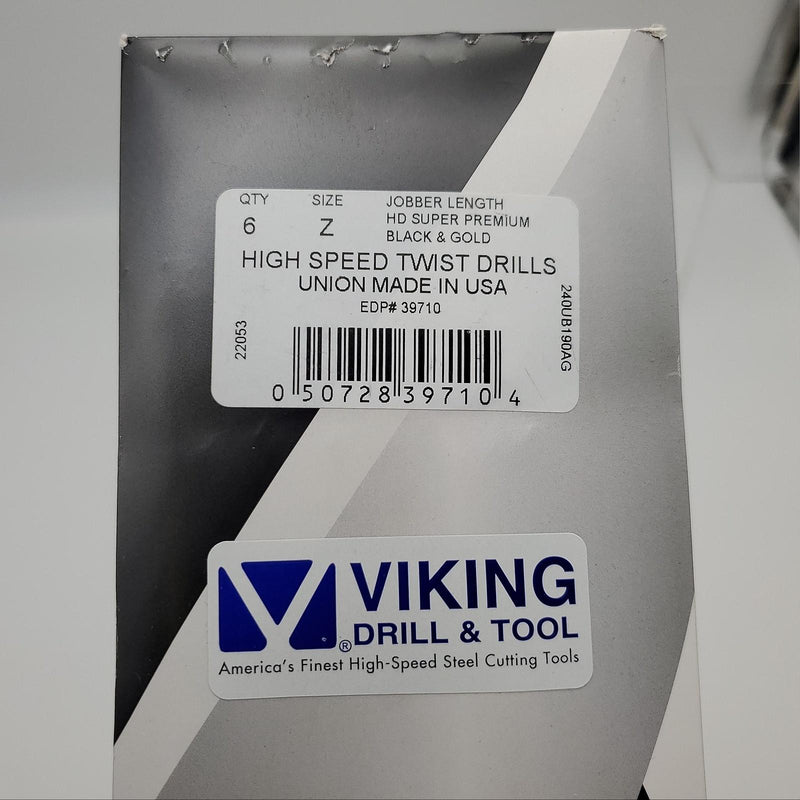 QTY SIZE JOBBER LENGTH
6 Z HD SUPER PREMIUM
BLACK & GOLD
HIGH SPEED TWIST DRILLS
UNION MADE IN USA
EDP# 39710
22053
240UB190AG
0 50728 39710 4
VIKING
DRILL & TOOL
®
America's Finest High-Speed Steel Cutting Tools